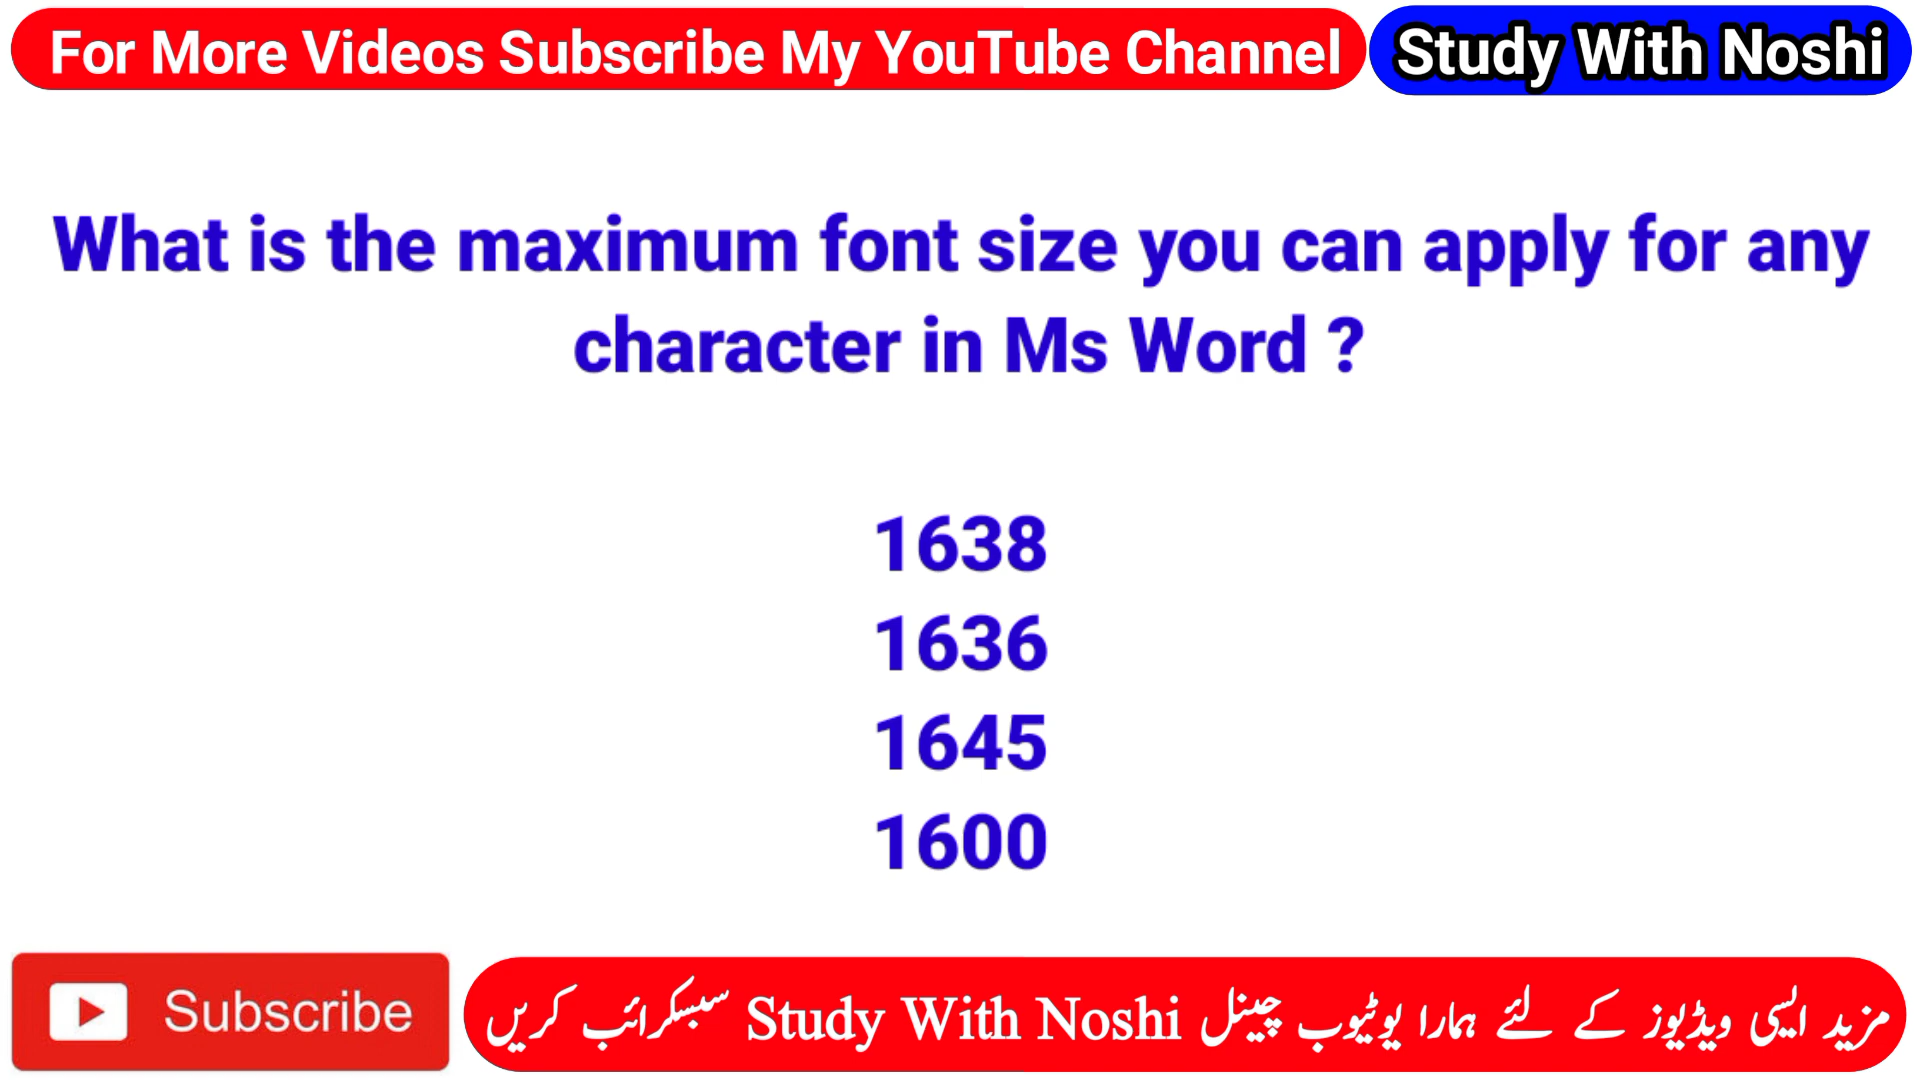 For More Videos Subscribe My YouTube Channel
Study With Noshi
What is the maximum font size you can apply for any
character in Ms Word ?
1638
1636
1645
1600
Subscribe
مزید ایسی ویڈیوز کے لئے ہمارا یوٹیوب چینل Study With Noshi سبسکرائب کریں